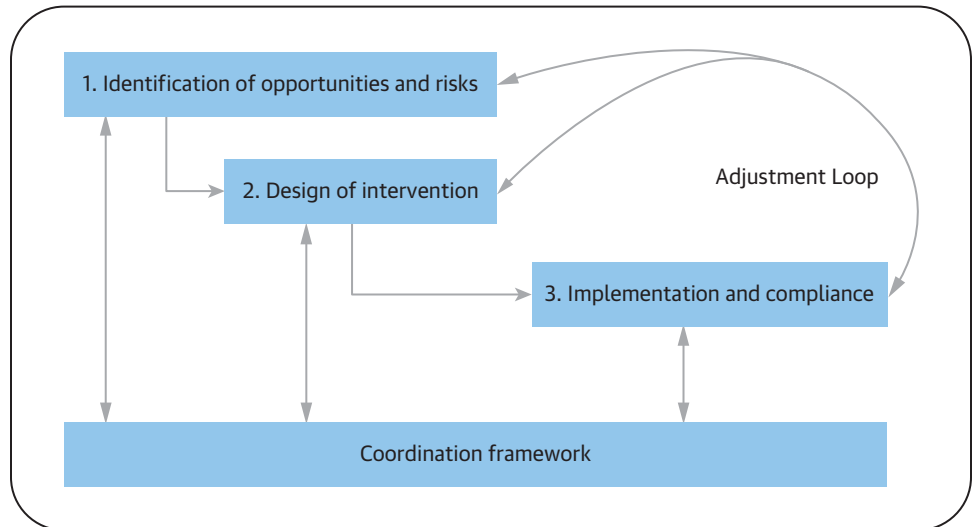 1. Identification of opportunities and risks
2. Design of intervention
Adjustment Loop
3. Implementation and compliance
Coordination framework